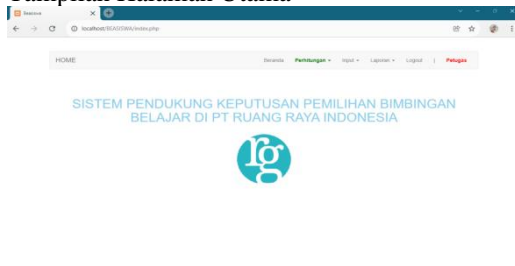 Tampilan Halaman Utama
Beasiswa
localhost/BEASISWA/index.php
HOME Beranda Perhitungan Input Laporan Logout | Petugas
SISTEM PENDUKUNG KEPUTUSAN PEMILIHAN BIMBINGAN
BELAJAR DI PT RUANG RAYA INDONESIA
rg